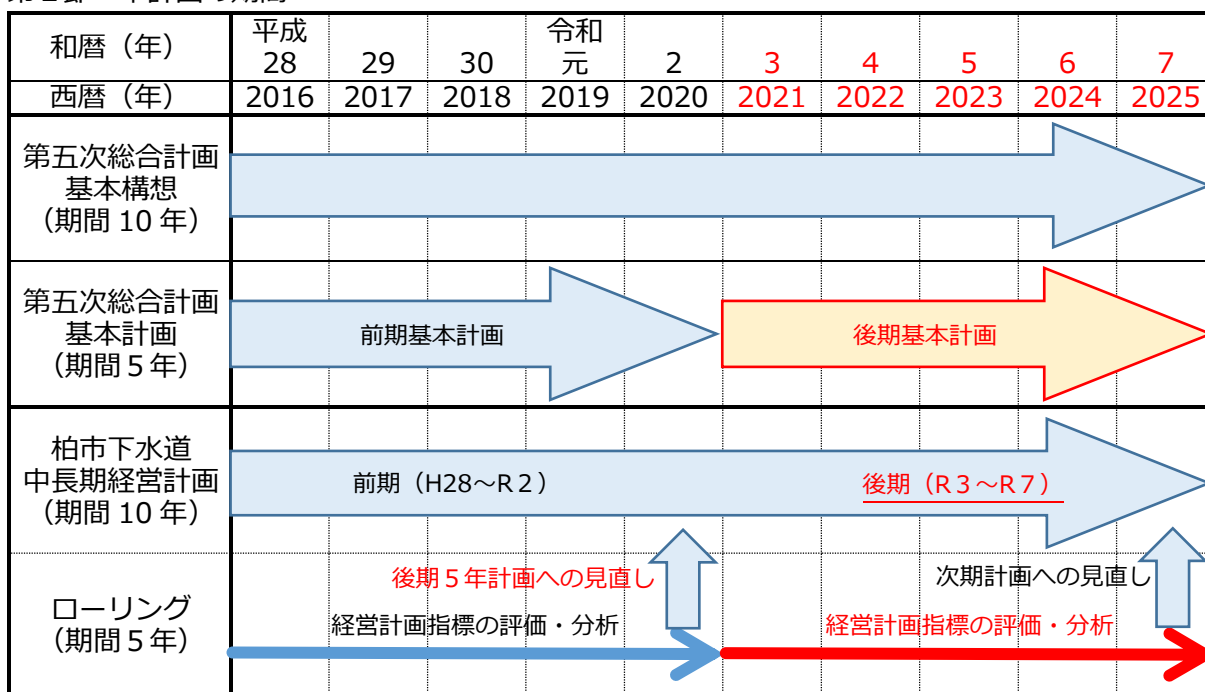 和暦（年）
平成
28
29
30
令和
元
2
3
4
5
6
7
西暦（年）
2016
2017
2018
2019
2020
2021
2022
2023
2024
2025
第五次総合計画
基本構想
（期間 10 年）
第五次総合計画
基本計画
（期間５年）
前期基本計画
後期基本計画
柏市下水道
中長期経営計画
（期間 10 年）
前期（H28～R２）
後期（R３～R７）
ローリング
（期間５年）
後期５年計画への見直し
次期計画への見直し
経営計画指標の評価・分析
経営計画指標の評価・分析